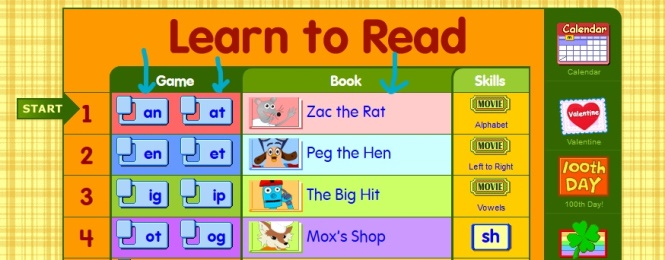 Learn to Read
Game Book Skills
START
1 an at Zac the Rat MOVIE Alphabet
2 en et Peg the Hen MOVIE Left to Right
3 ig ip The Big Hit MOVIE Vowels
4 ot og Mox's Shop sh
Calendar
Calendar
Valentine
Valentine
100th
DAY
100th Day!